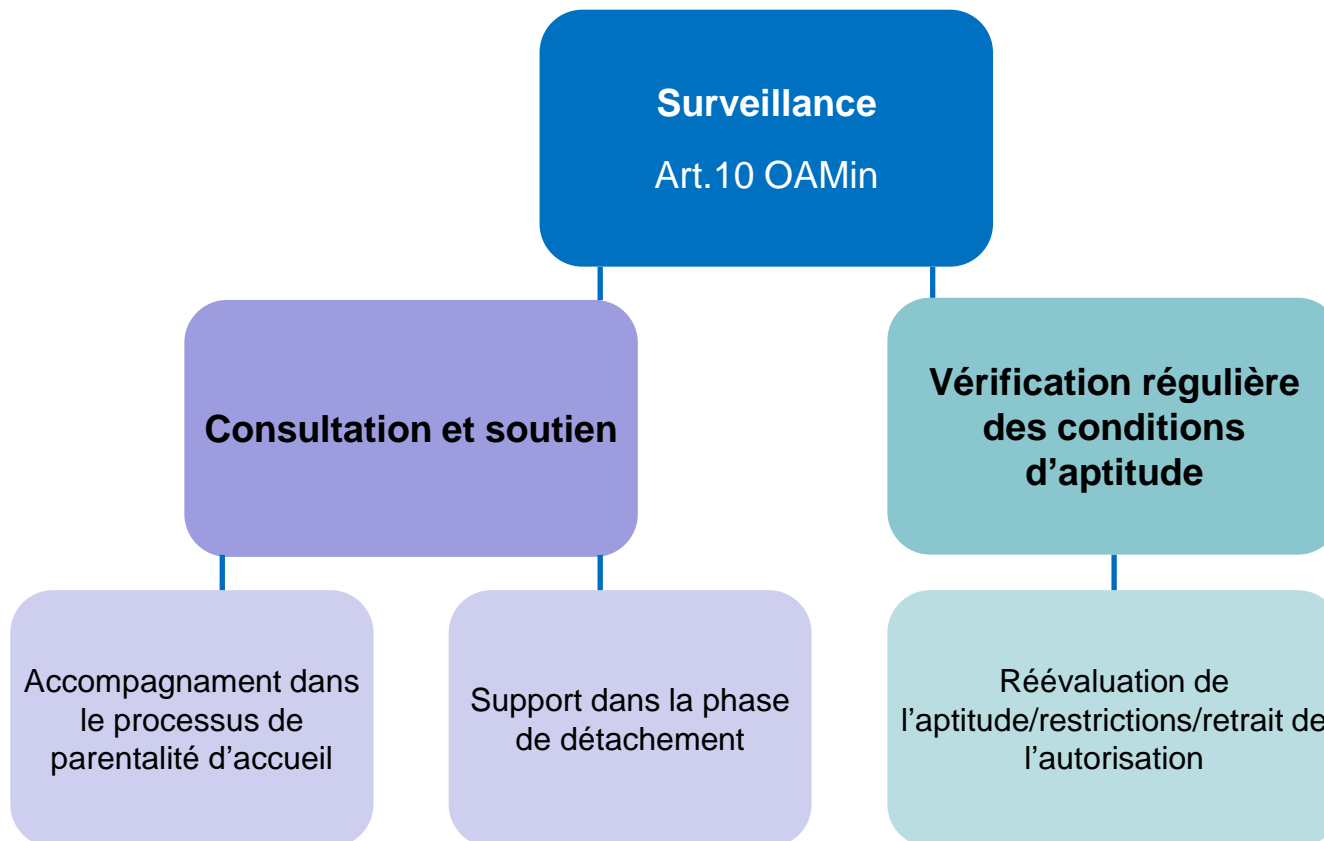 Surveillance
Art.10 OAMin
Consultation et soutien
Vérification régulière
des conditions
d’aptitude
Accompagnament dans
le processus de
parentalité d’accueil
Support dans la phase
de détachement
Réévaluation de
l’aptitude/restrictions/retrait de
l’autorisation